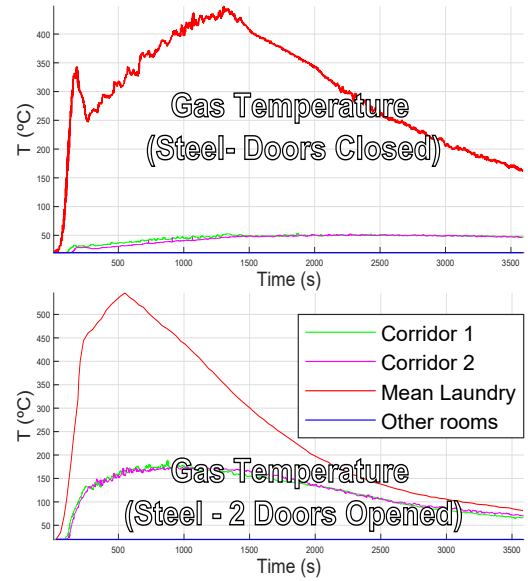 T (ºC)
400
350
300
250
200
150
100
50
Gas Temperature
(Steel- Doors Closed)
500 1000 1500 2000 2500 3000 3500
Time (s)
T (ºC)
500
450
400
350
300
250
200
150
100
50
Corridor 1
Corridor 2
Mean Laundry
Other rooms
Gas Temperature
(Steel - 2 Doors Opened)
500 1000 1500 2000 2500 3000 3500
Time (s)